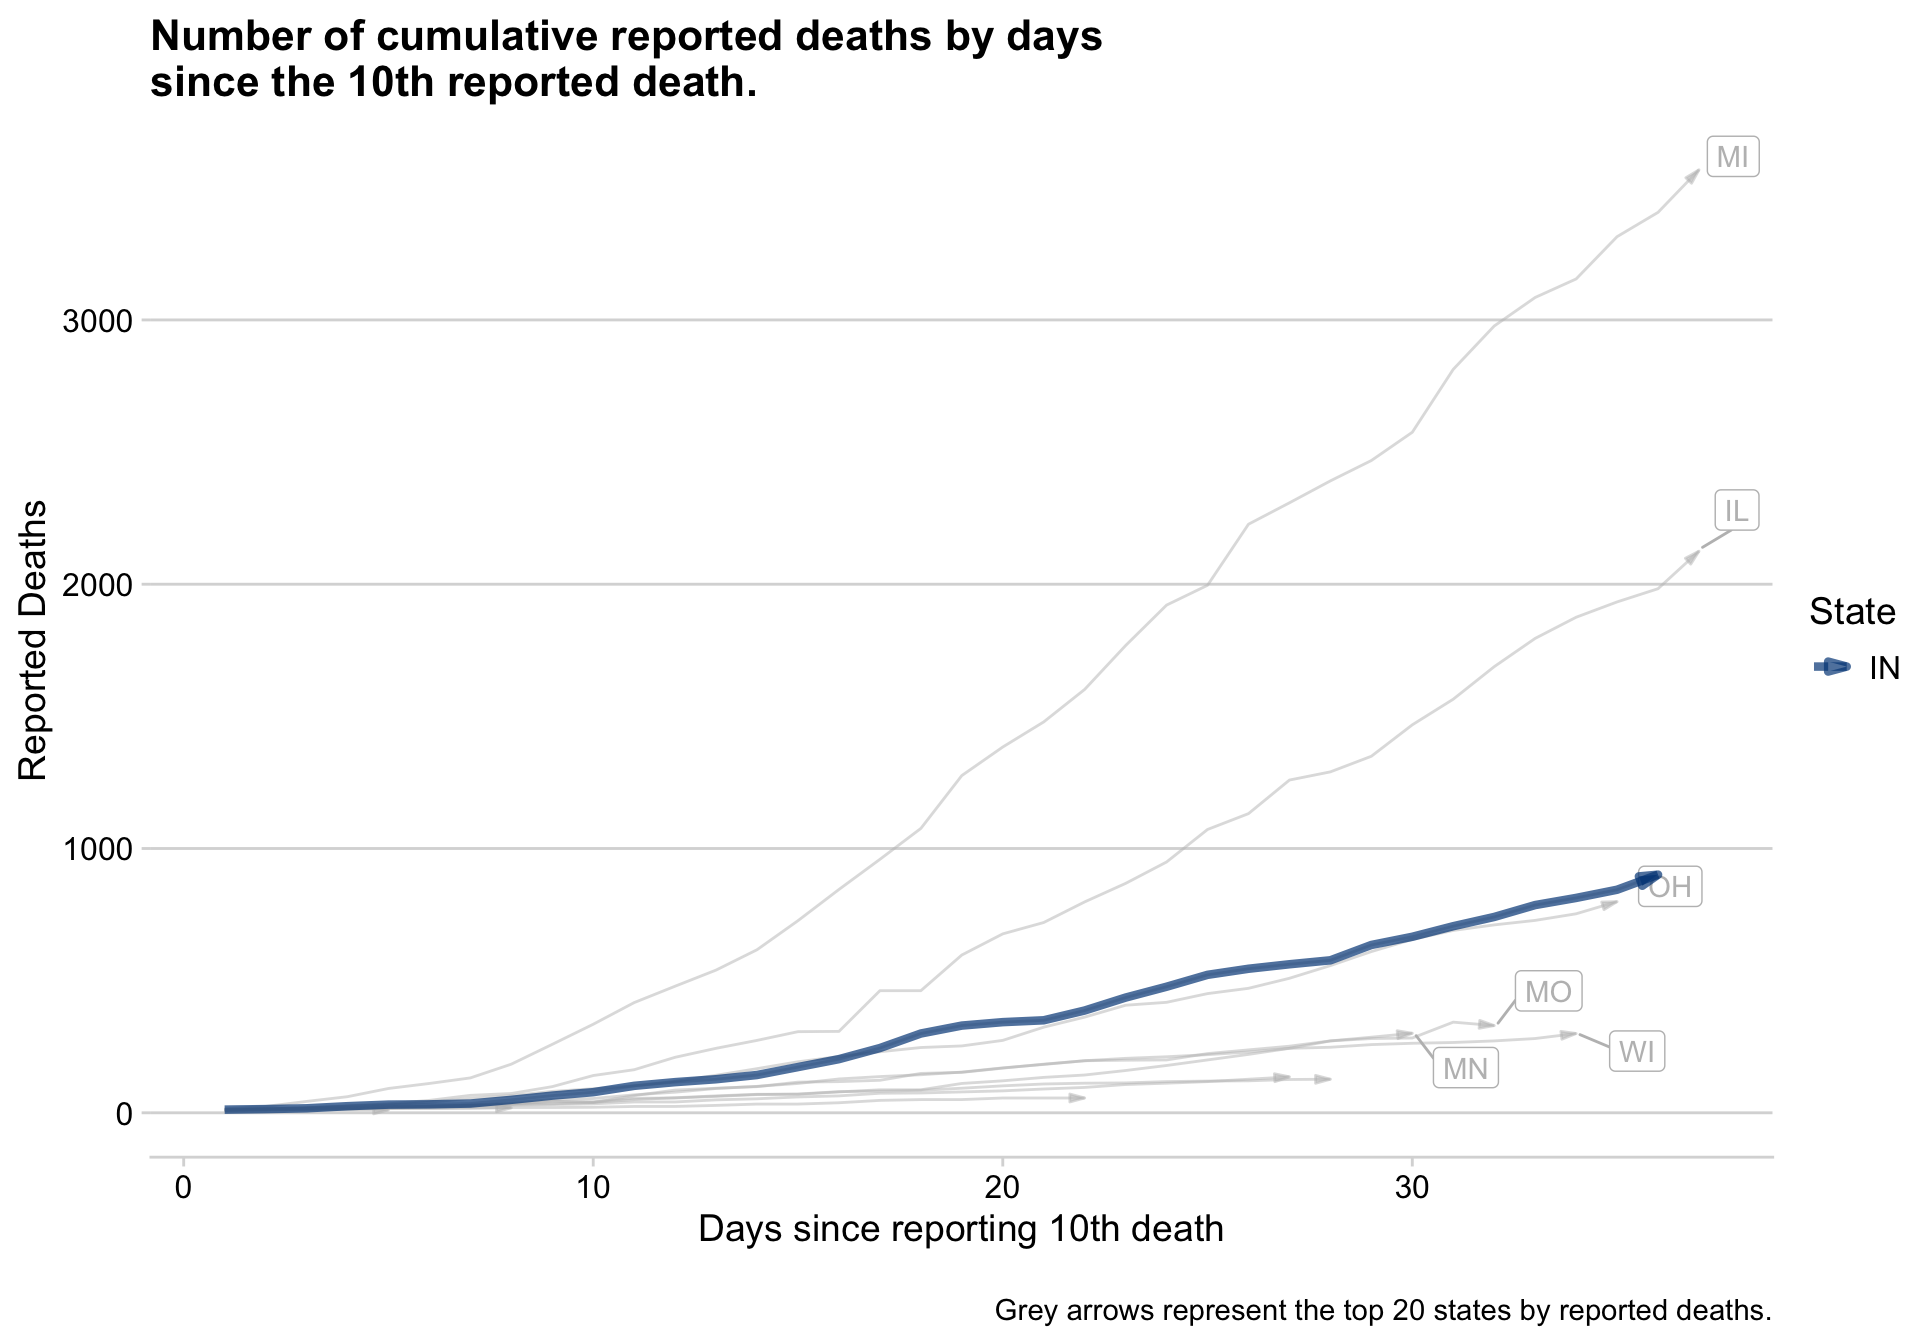 Number of cumulative reported deaths by days
since the 10th reported death.
MI
3000
IL
2000
Reported Deaths
State
IN
1000
OH
MO
WI
MN
0
0 10 20 30
Days since reporting 10th death
Grey arrows represent the top 20 states by reported deaths.